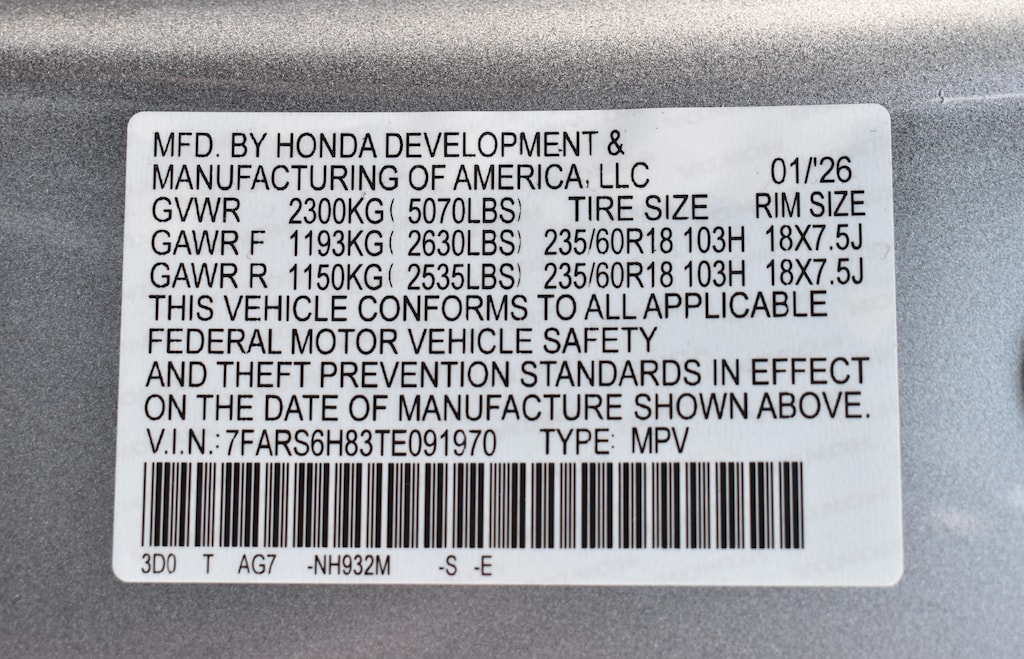 MFD. BY HONDA DEVELOPMENT &
MANUFACTURING OF AMERICA, LLC 01/'26
GVWR 2300KG( 5070LBS) TIRE SIZE RIM SIZE
GAWR F 1193KG( 2630LBS) 235/60R18 103H 18X7.5J
GAWR R 1150KG( 2535LBS) 235/60R18 103H 18X7.5J
THIS VEHICLE CONFORMS TO ALL APPLICABLE
FEDERAL MOTOR VEHICLE SAFETY
AND THEFT PREVENTION STANDARDS IN EFFECT
ON THE DATE OF MANUFACTURE SHOWN ABOVE.
V.I.N.:7FARS6H83TE091970 TYPE: MPV
3D0 T AG7 -NH932M -S -E